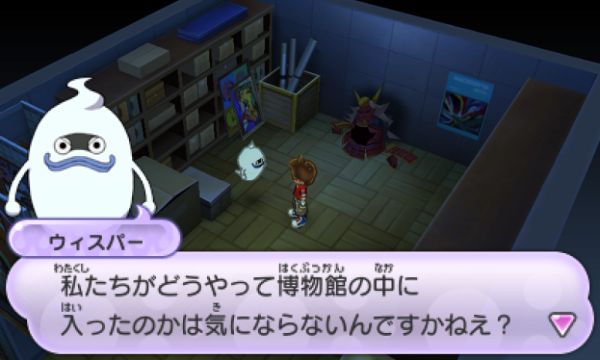 ウィスパー
私たちがどうやって博物館の中に
入ったのかは気にならないんですかねえ？